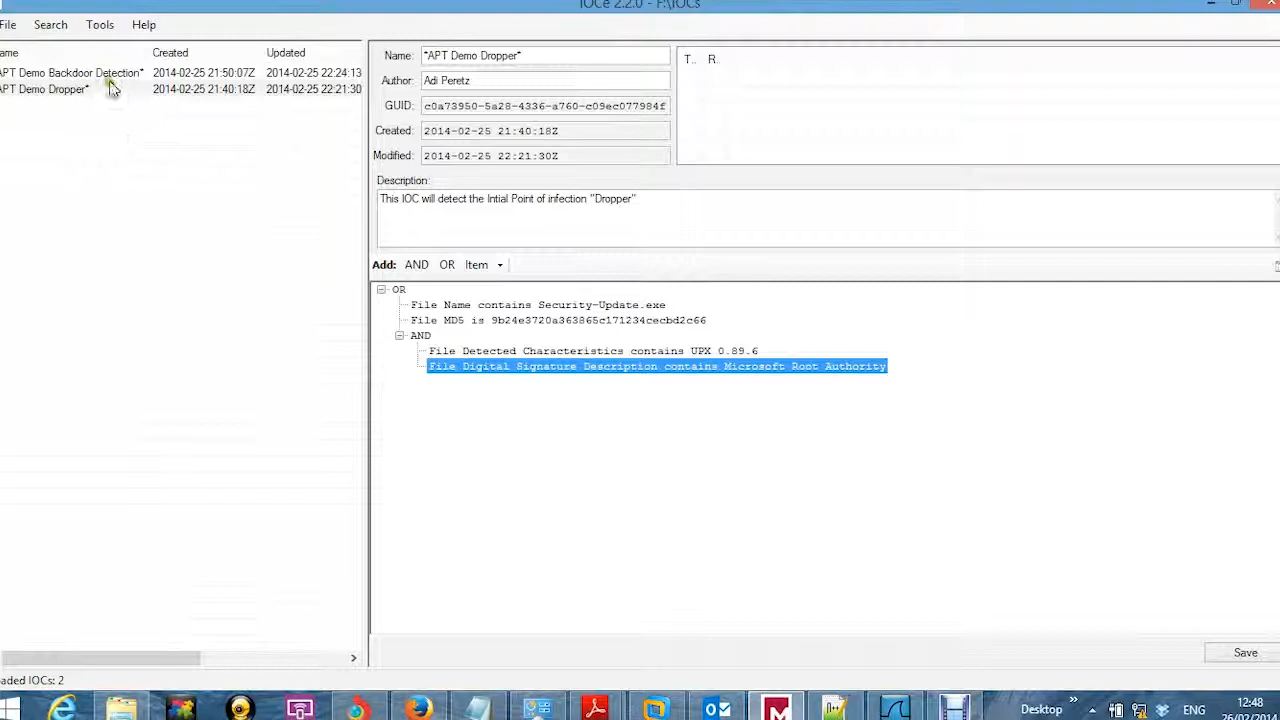 IOCe 2.2.0 - F:\IOCs
File Search Tools Help
ame Created Updated
APT Demo Backdoor Detection* 2014-02-25 21:50:07Z 2014-02-25 22:24:13
APT Demo Dropper* 2014-02-25 21:40:18Z 2014-02-25 22:21:30
Name: *APT Demo Dropper*
Author: Adi Peretz
GUID: c0a73950-5a28-4336-a760-c09ec077984f
Created: 2014-02-25 21:40:18Z
Modified: 2014-02-25 22:21:30Z
T.. R.
Description:
This IOC will detect the Intial Point of infection "Dropper"
Add: AND OR Item
OR
File Name contains Security-Update.exe
File MD5 is 9b24e3720a363865c171234cecbd2c66
AND
File Detected Characteristics contains UPX 0.89.6
File Digital Signature Description contains Microsoft Root Authority
Save
aded IOCs: 2
Desktop » ENG 12:48